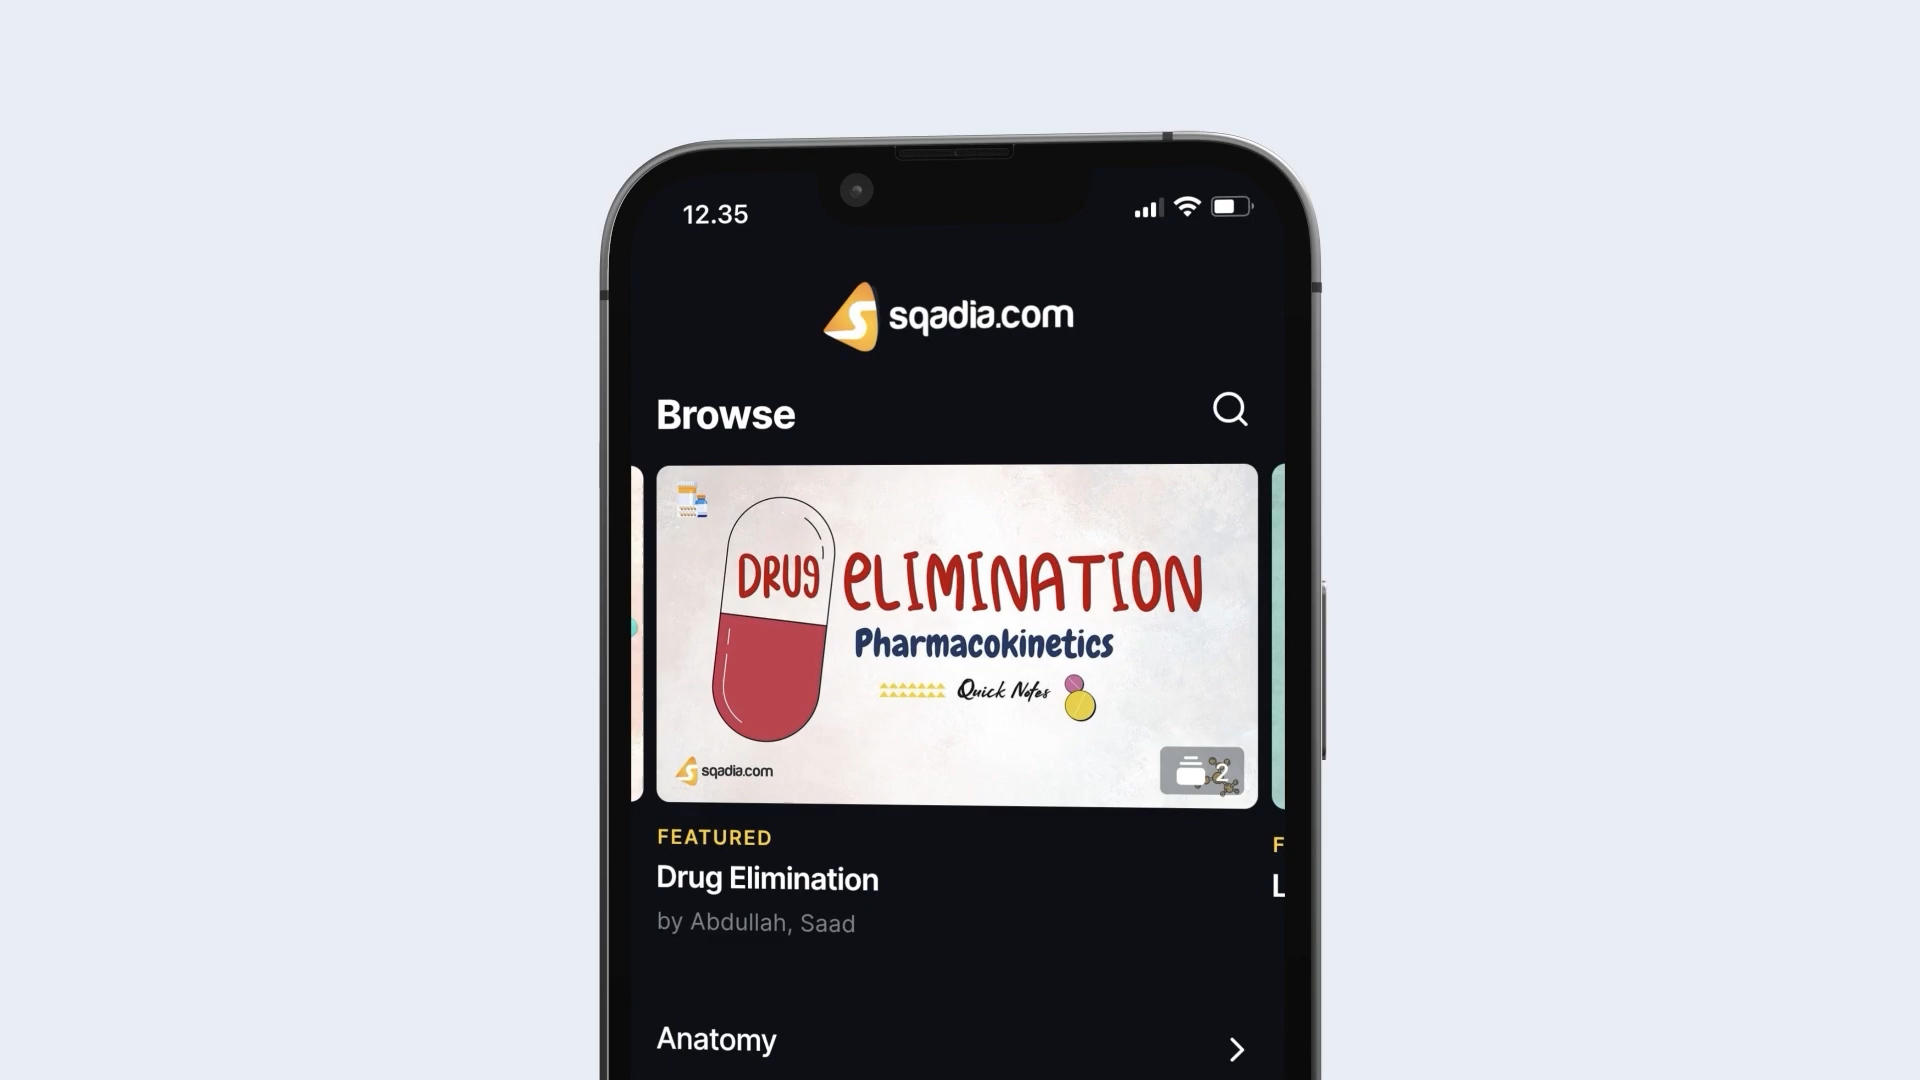 12.35
sqadia.com
Browse
DRUG ELIMINATION
Pharmacokinetics
Quick Notes
sqadia.com
2
FEATURED
Drug Elimination
by Abdullah, Saad
F
L
Anatomy